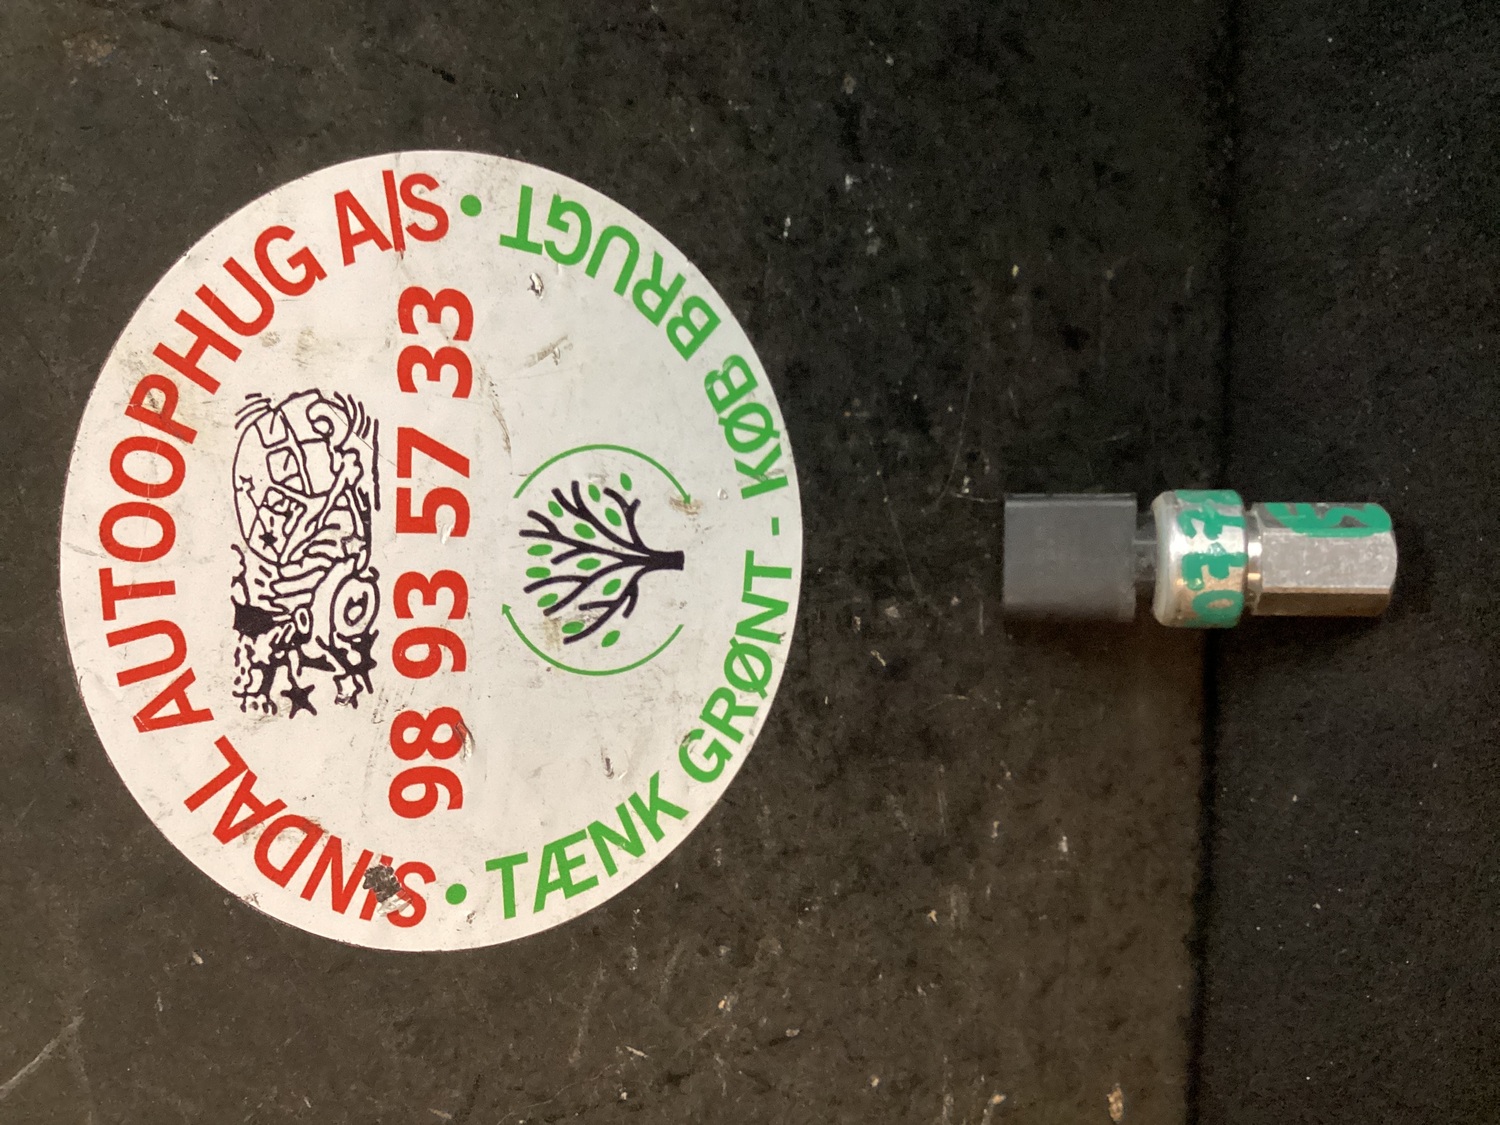 SINDAL AUTOOPHUG A/S
98 93 57 33
TÆNK GRØNT - KØB BRUGT